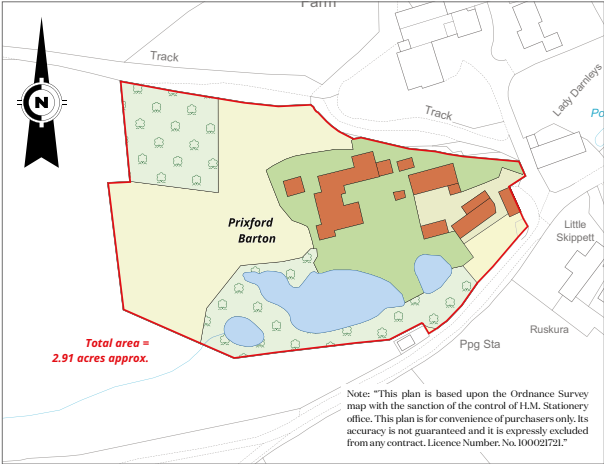 Farm
Track
N
Track
Lady Darnleys
Po
Prixford
Barton
Little
Skippett
Total area =
2.91 acres approx.
Ruskura
Ppg Sta
Note: “This plan is based upon the Ordnance Survey
map with the sanction of the control of H.M. Stationery
office. This plan is for convenience of purchasers only. Its
accuracy is not guaranteed and it is expressly excluded
from any contract. Licence Number. No. 100021721.”